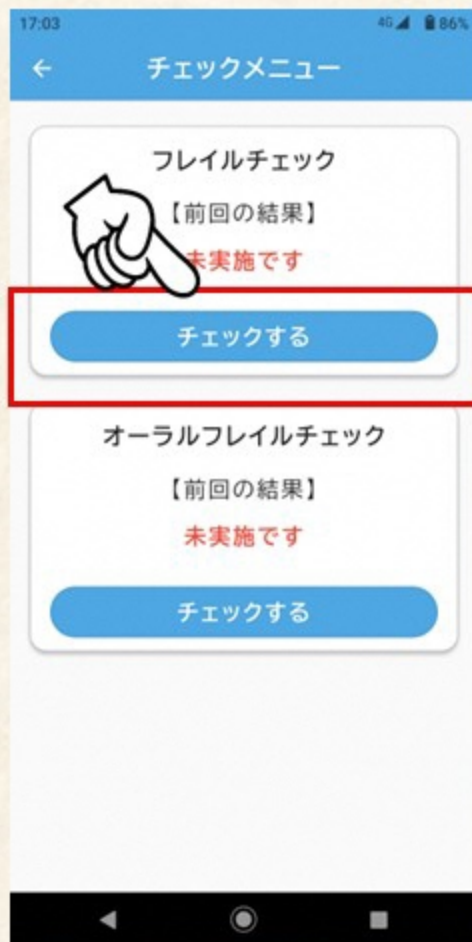 17:03 4G 86%
← チェックメニュー
フレイルチェック
【前回の結果】
未実施です
チェックする
オーラルフレイルチェック
【前回の結果】
未実施です
チェックする